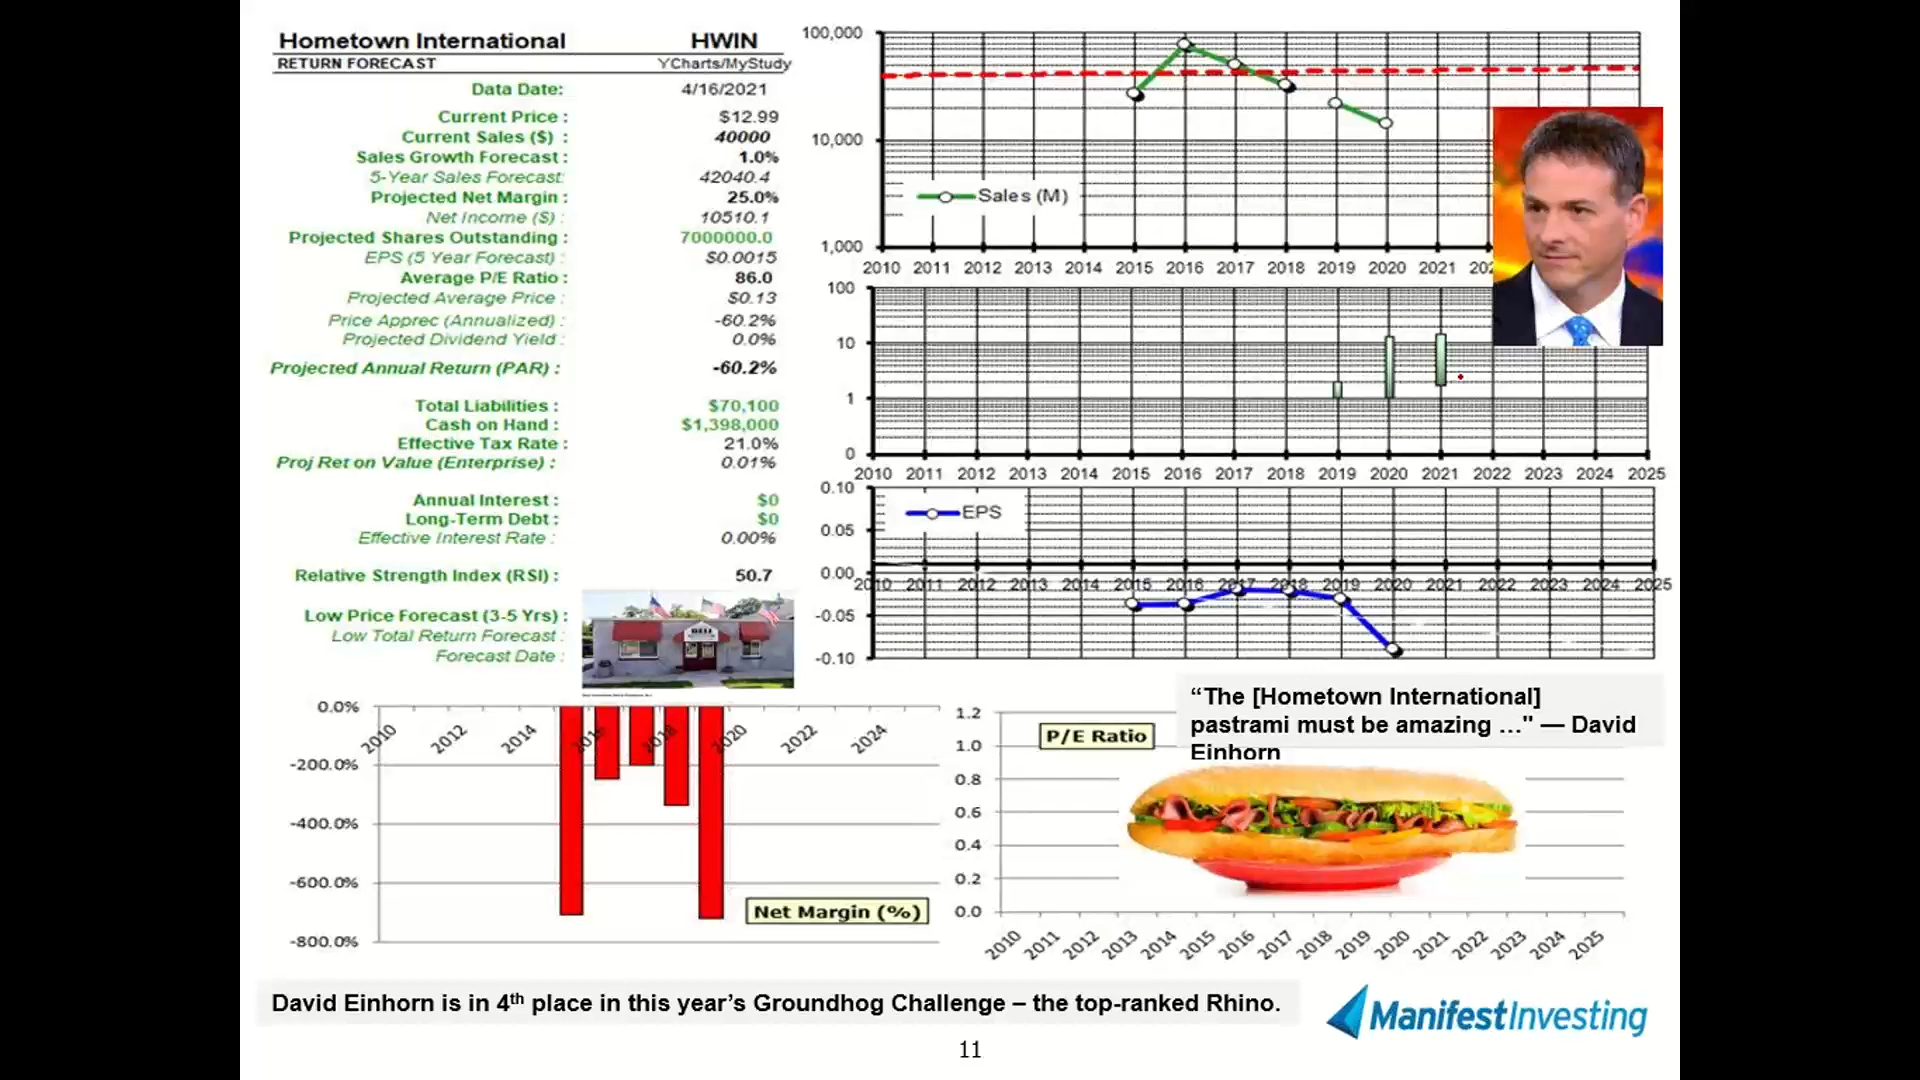 Hometown International HWIN
RETURN FORECAST YCharts/MyStudy
Data Date: 4/16/2021
Current Price : $12.99
Current Sales ($) : 40000
Sales Growth Forecast : 1.0%
5-Year Sales Forecast: 42040.4
Projected Net Margin : 25.0%
Net Income ($) : 10510.1
Projected Shares Outstanding : 7000000.0
EPS (5 Year Forecast) : $0.0015
Average P/E Ratio : 86.0
Projected Average Price : $0.13
Price Apprec (Annualized) : -60.2%
Projected Dividend Yield : 0.0%
Projected Annual Return (PAR) : -60.2%
Total Liabilities : $70,100
Cash on Hand : $1,398,000
Effective Tax Rate : 21.0%
Proj Ret on Value (Enterprise) : 0.01%
Annual Interest : $0
Long-Term Debt : $0
Effective Interest Rate : 0.00%
Relative Strength Index (RSI) : 50.7
Low Price Forecast (3-5 Yrs) :
Low Total Return Forecast :
Forecast Date :
DELI
100,000
10,000
Sales (M)
1,000
2010 2011 2012 2013 2014 2015 2016 2017 2018 2019 2020 2021 202
100
10
1
0
2010 2011 2012 2013 2014 2015 2016 2017 2018 2019 2020 2021 2022 2023 2024 2025
0.10
EPS
0.05
0.00
2010 2011 2012 2013 2014 2015 2016 2017 2018 2019 2020 2021 2022 2023 2024 2025
-0.05
-0.10
0.0%
2010 2012 2014 2016 2018 2020 2022 2024
-200.0%
-400.0%
-600.0%
Net Margin (%)
-800.0%
“The [Hometown International]
pastrami must be amazing …" — David
Einhorn
1.2
P/E Ratio
1.0
0.8
0.6
0.4
0.2
0.0
2010 2011 2012 2013 2014 2015 2016 2017 2018 2019 2020 2021 2022 2023 2024 2025
David Einhorn is in 4th place in this year’s Groundhog Challenge – the top-ranked Rhino.
ManifestInvesting
11